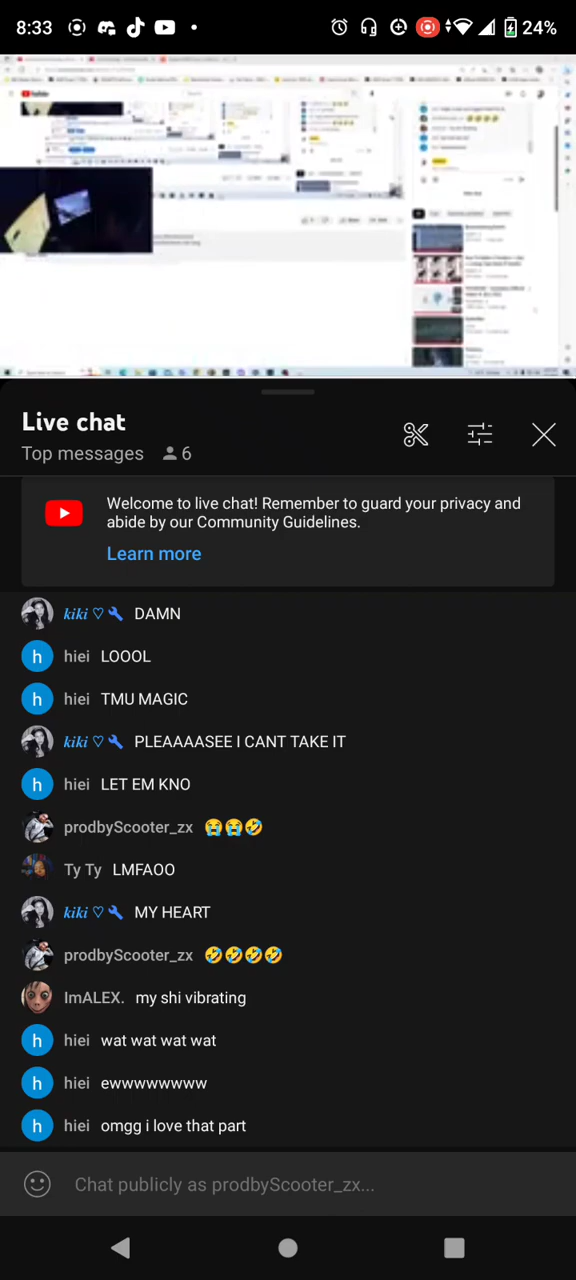 8:33
24%
Live chat
Top messages 6
Welcome to live chat! Remember to guard your privacy and
abide by our Community Guidelines.
Learn more
kiki ♡ DAMN
h hiei LOOOL
h hiei TMU MAGIC
kiki ♡ PLEAAAASEE I CANT TAKE IT
h hiei LET EM KNO
prodbyScooter_zx 😭😭🤣
Ty Ty LMFAOO
kiki ♡ MY HEART
prodbyScooter_zx 🤣🤣🤣🤣
ImALEX. my shi vibrating
h hiei wat wat wat wat
h hiei ewwwwwwww
h hiei omgg i love that part
Chat publicly as prodbyScooter_zx...